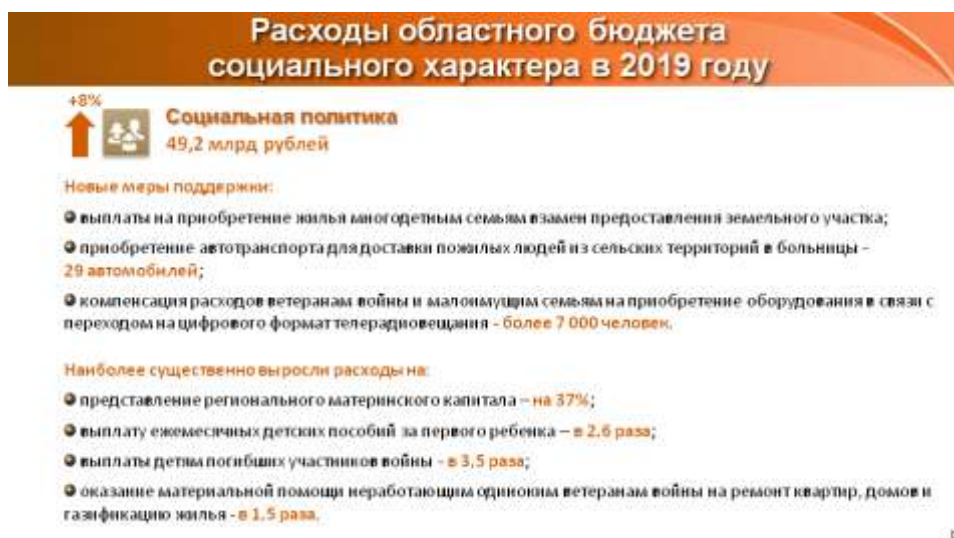 Расходы областного бюджета
социального характера в 2019 году
+8%
Социальная политика
49,2 млрд рублей
Новые меры поддержки:
выплаты на приобретение жилья многодетным семьям взамен предоставления земельного участка;
приобретение автотранспорта для доставки пожилых людей из сельских территорий в больницы –
29 автомобилей;
компенсация расходов ветеранам войны и малоимущим семьям на приобретение оборудования в связи с
переходом на цифрового формат телерадиовещания - более 7 000 человек.
Наиболее существенно выросли расходы на:
представление регионального материнского капитала – на 37%;
выплату ежемесячных детских пособий за первого ребенка – в 2,6 раза;
выплаты детям погибших участников войны - в 3,5 раза;
оказание материальной помощи неработающим одиноким ветеранам войны на ремонт квартир, домов и
газификацию жилья - в 1,5 раза.